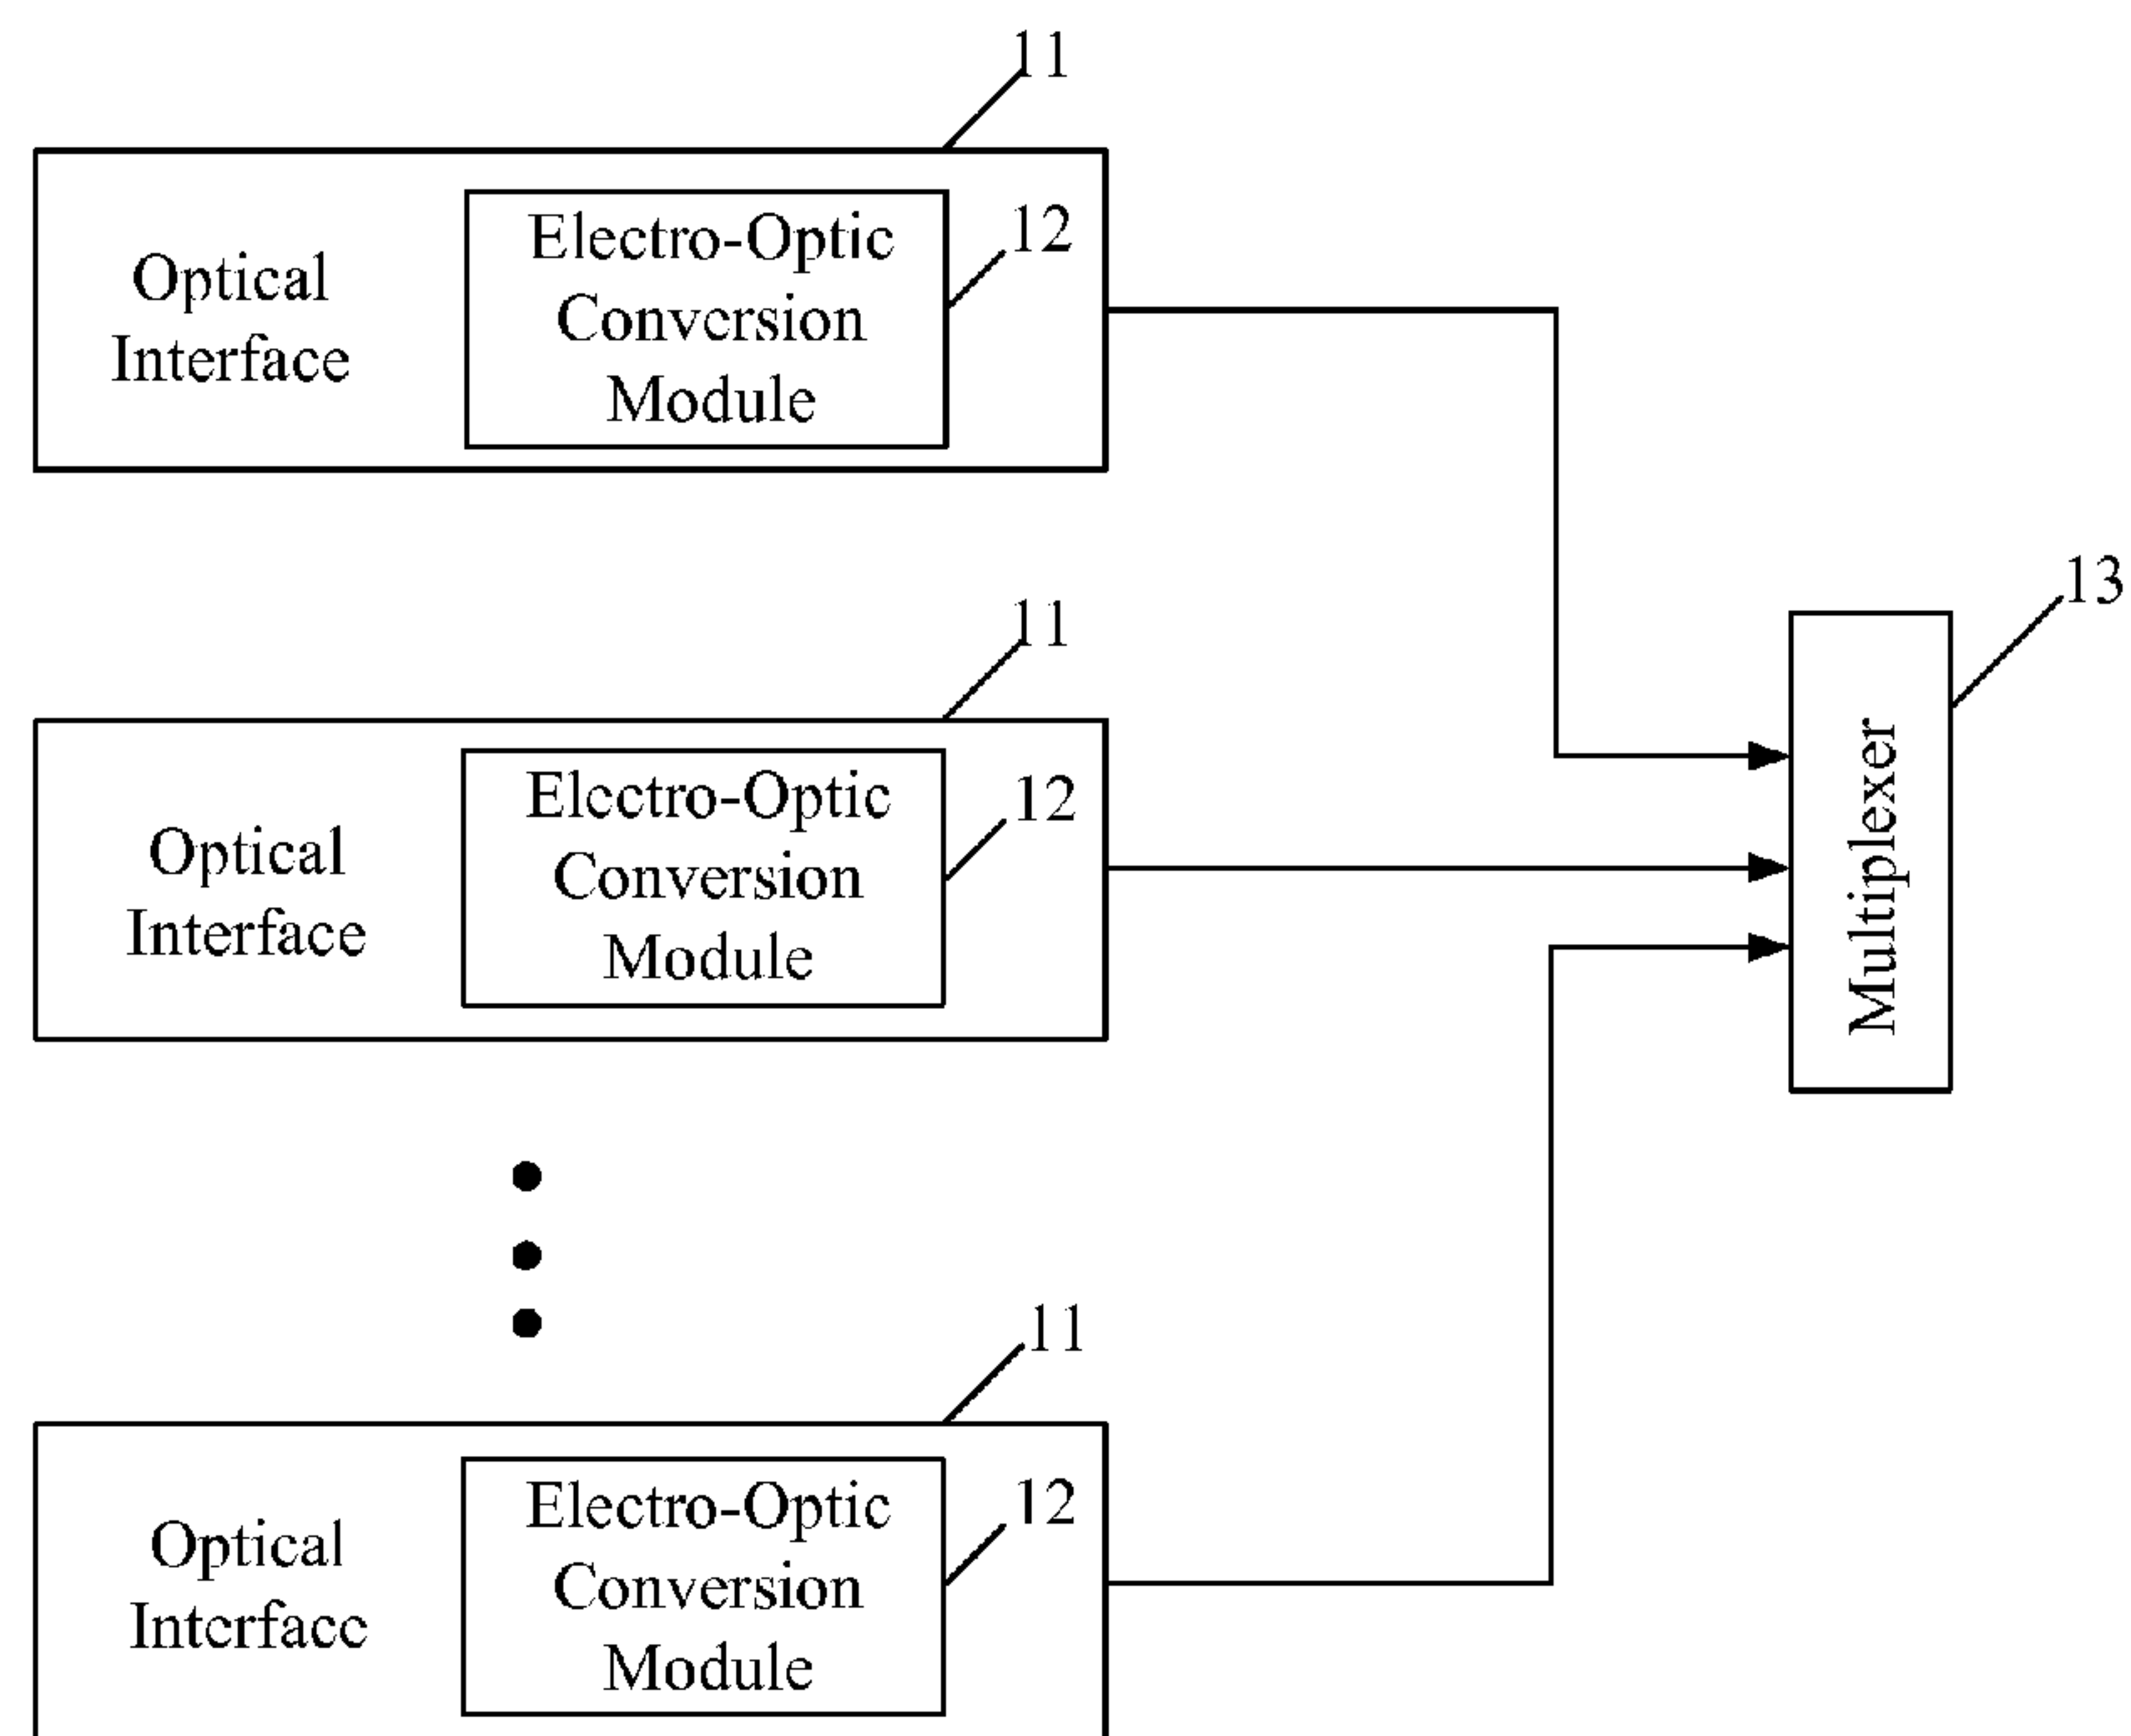 11
Optical
Interface
Electro-Optic
Conversion
Module
12
13
11
Optical
Interface
Electro-Optic
Conversion
Module
12
Multiplexer
11
Optical
Interface
Electro-Optic
Conversion
Module
12